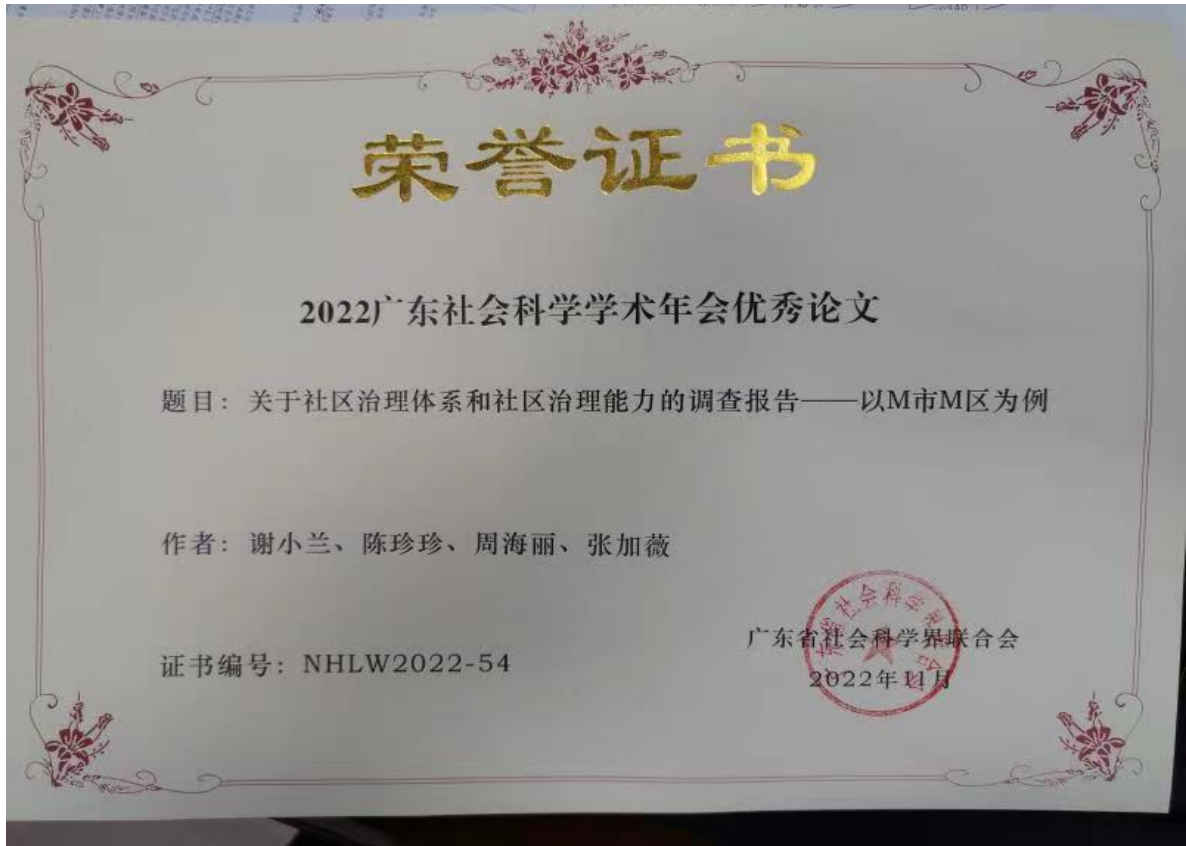 荣誉证书
2022广东社会科学学术年会优秀论文
题目：关于社区治理体系和社区治理能力的调查报告——以M市M区为例
作者：谢小兰、陈珍珍、周海丽、张加薇
广东省社会科学界联合会
证书编号：NHLW2022-54
2022年11月